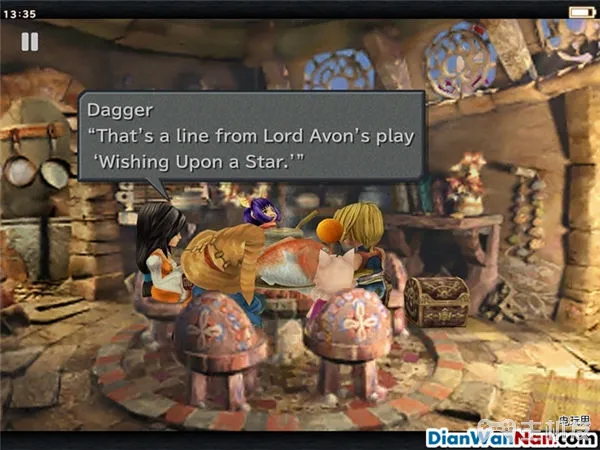 13:35
Dagger
“That’s a line from Lord Avon’s play
‘Wishing Upon a Star.’”
DianWanNan.com